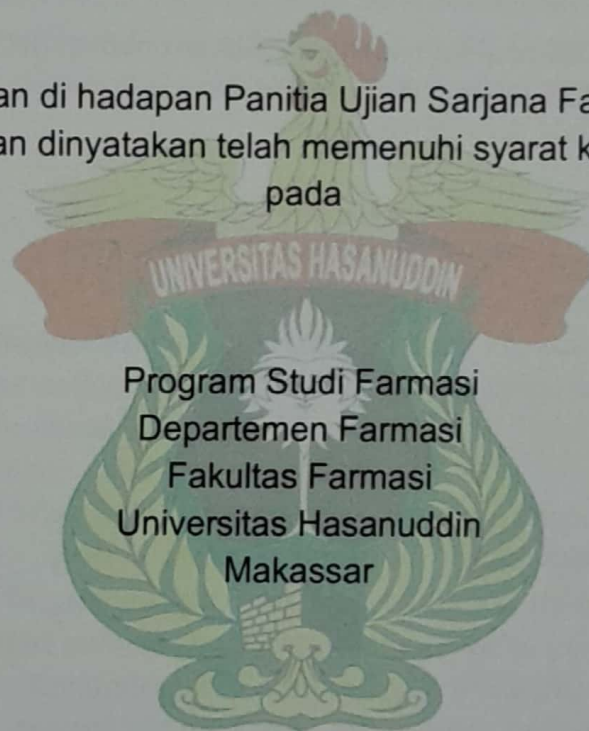 an di hadapan Panitia Ujian Sarjana Fa
an dinyatakan telah memenuhi syarat k
pada
UNIVERSITAS HASANUDDIN
Program Studi Farmasi
Departemen Farmasi
Fakultas Farmasi
Universitas Hasanuddin
Makassar